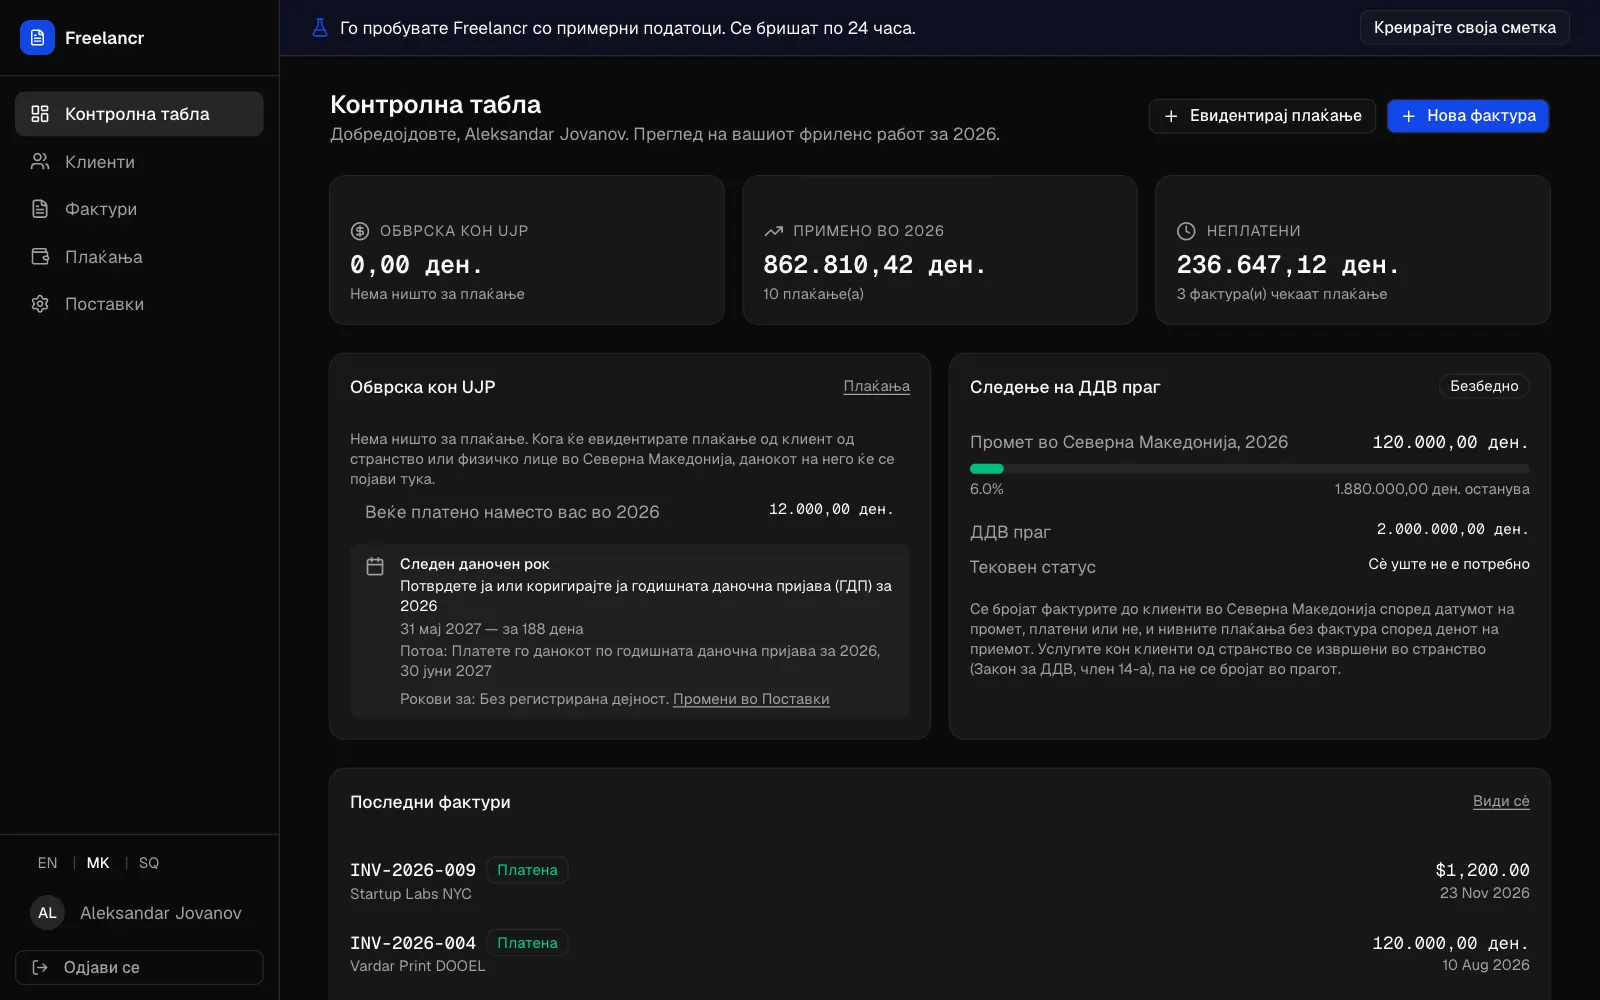 Freelancr
Го пробувате Freelancr со примерни податоци. Се бришат по 24 часа.
Креирајте своја сметка
Контролна табла
Клиенти
Фактури
Плаќања
Поставки
Контролна табла
Добредојдовте, Aleksandar Jovanov. Преглед на вашиот фриленс работ за 2026.
Евидентирај плаќање
Нова фактура
ОБВРСКА КОН UJP
0,00 ден.
Нема ништо за плаќање
ПРИМЕНО ВО 2026
862.810,42 ден.
10 плаќање(а)
НЕПЛАТЕНИ
236.647,12 ден.
3 фактура(и) чекаат плаќање
Обврска кон UJP
Плаќања
Нема ништо за плаќање. Кога ќе евидентирате плаќање од клиент од
странство или физичко лице во Северна Македонија, данокот на него ќе се
појави тука.
Веќе платено наместо вас во 2026
12.000,00 ден.
Следен даночен рок
Потврдете ја или коригирајте ја годишната даночна пријава (ГДП) за
2026
31 мај 2027 — за 188 дена
Потоа: Платете го данокот по годишната даночна пријава за 2026,
30 јуни 2027
Рокови за: Без регистрирана дејност. Промени во Поставки
Следење на ДДВ праг
Безбедно
Промет во Северна Македонија, 2026
120.000,00 ден.
6.0%
1.880.000,00 ден. останува
ДДВ праг
2.000.000,00 ден.
Тековен статус
Сè уште не е потребно
Се бројат фактурите до клиенти во Северна Македонија според датумот на
промет, платени или не, и нивните плаќања без фактура според денот на
приемот. Услугите кон клиенти од странство се извршени во странство
(Закон за ДДВ, член 14-а), па не се бројат во прагот.
Последни фактури
Види сè
INV-2026-009
Платена
$1,200.00
Startup Labs NYC
23 Nov 2026
INV-2026-004
Платена
120.000,00 ден.
Vardar Print DOOEL
10 Aug 2026
EN | MK | SQ
AL
Aleksandar Jovanov
Одјави се